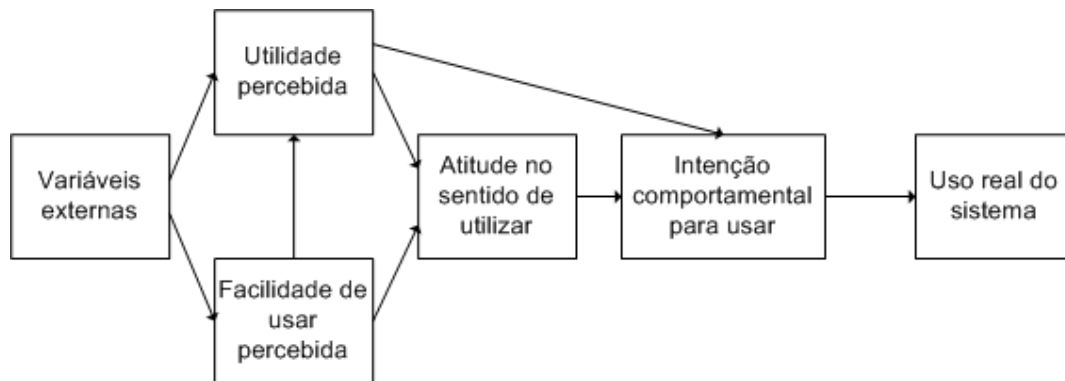 Utilidade
percebida
Variáveis
externas
Facilidade de
usar
percebida
Atitude no
sentido de
utilizar
Intenção
comportamental
para usar
Uso real do
sistema